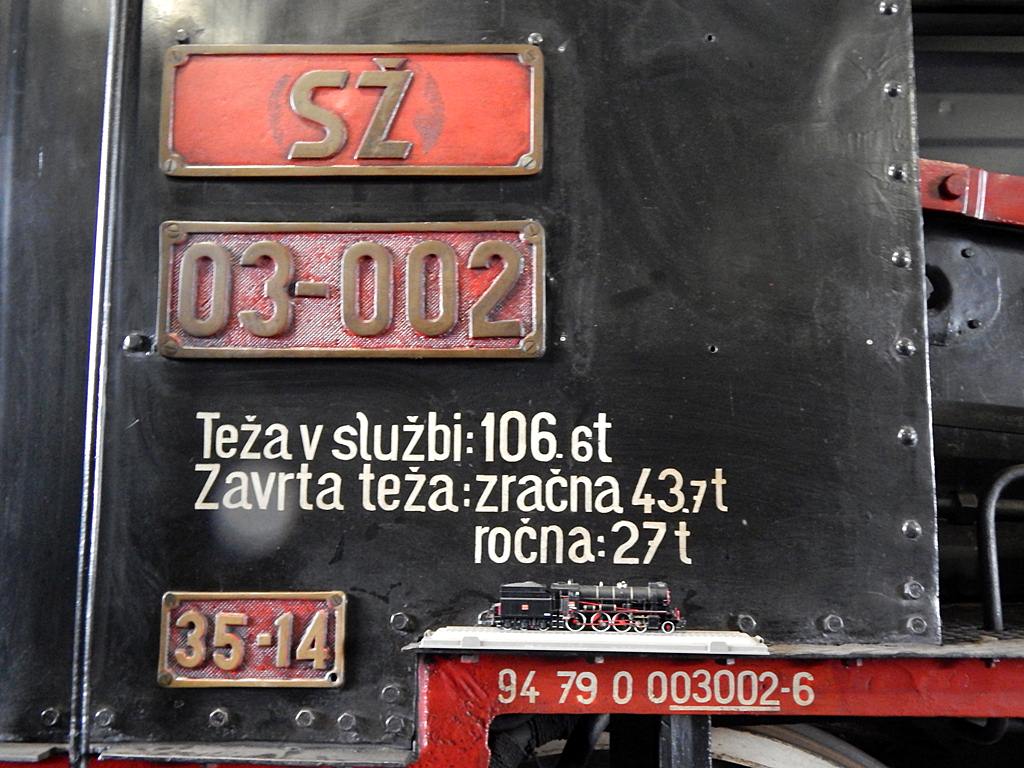 SŽ
03-002
Teža v službi: 106.6t
Zavrta teža: zračna 43.7t
ročna: 27t
35-14
94 79 0 003002-6